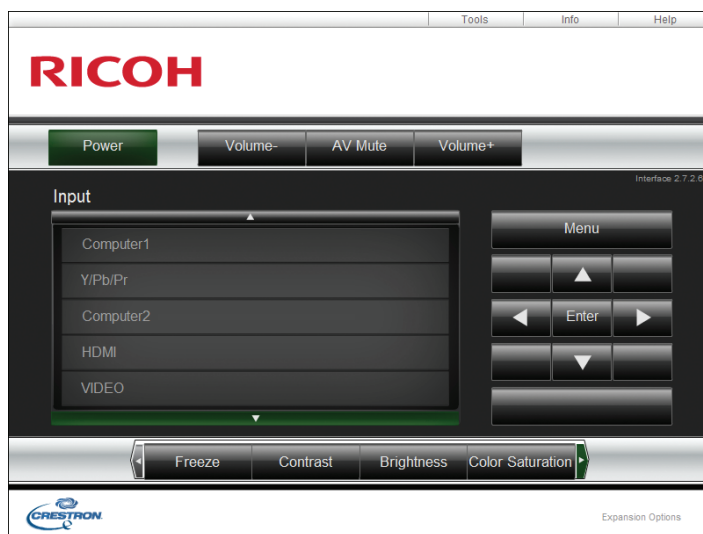 Tools Info Help
RICOH
Power Volume- AV Mute Volume+
Interface 2.7.2.6
Input
Computer1
Y/Pb/Pr
Computer2
HDMI
VIDEO
Menu
Enter
Freeze Contrast Brightness Color Saturation
CRESTRON
Expansion Options